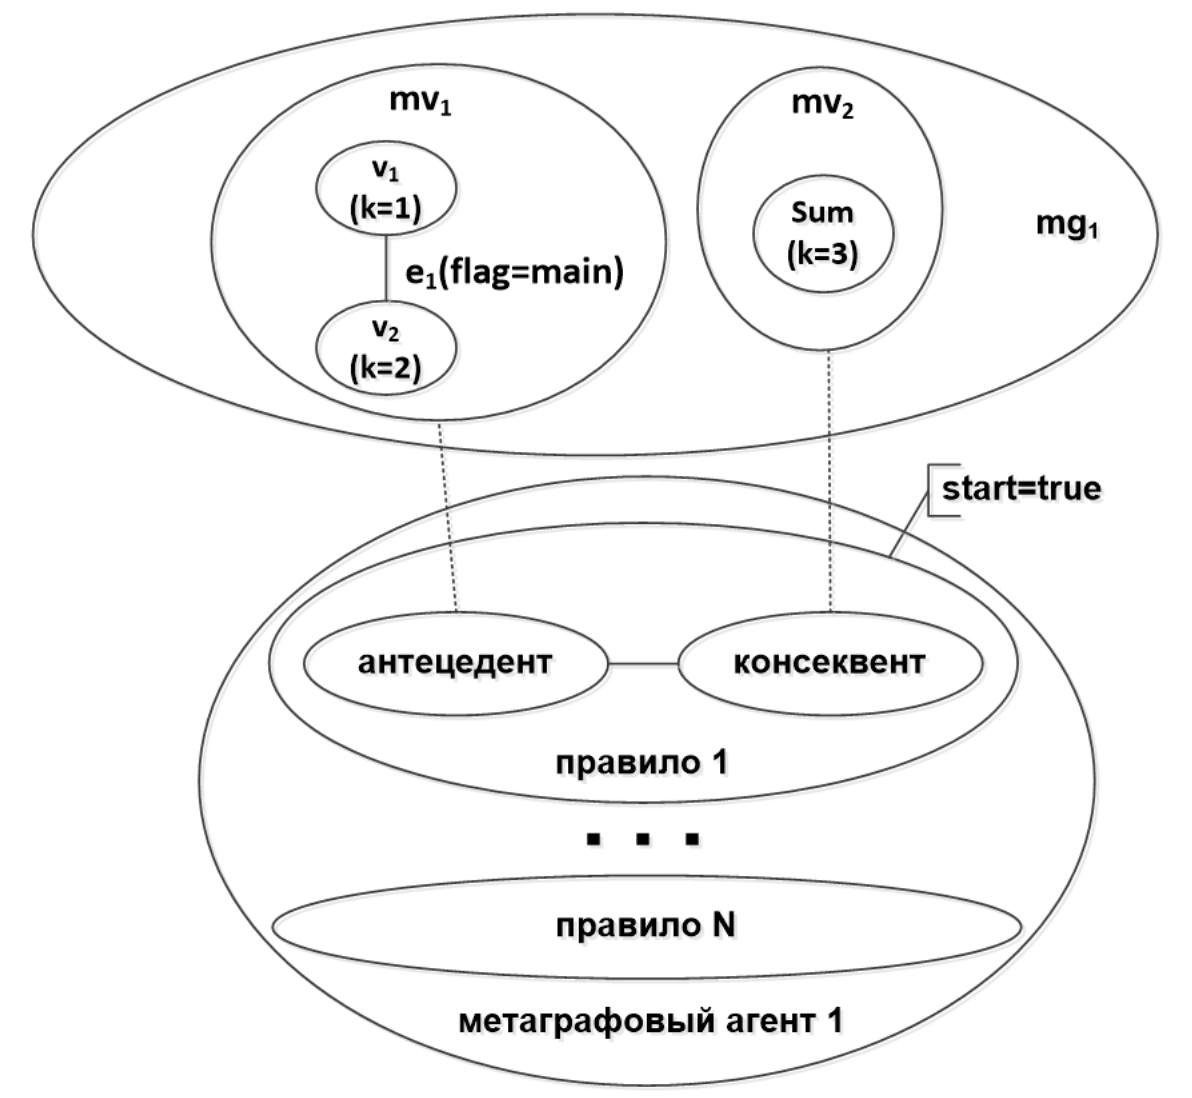 mv₁
mv₂
v₁
(k=1)
Sum
(k=3)
mg₁
e₁(flag=main)
v₂
(k=2)
start=true
антецедент
консеквент
правило 1
. . .
правило N
метаграфовый агент 1